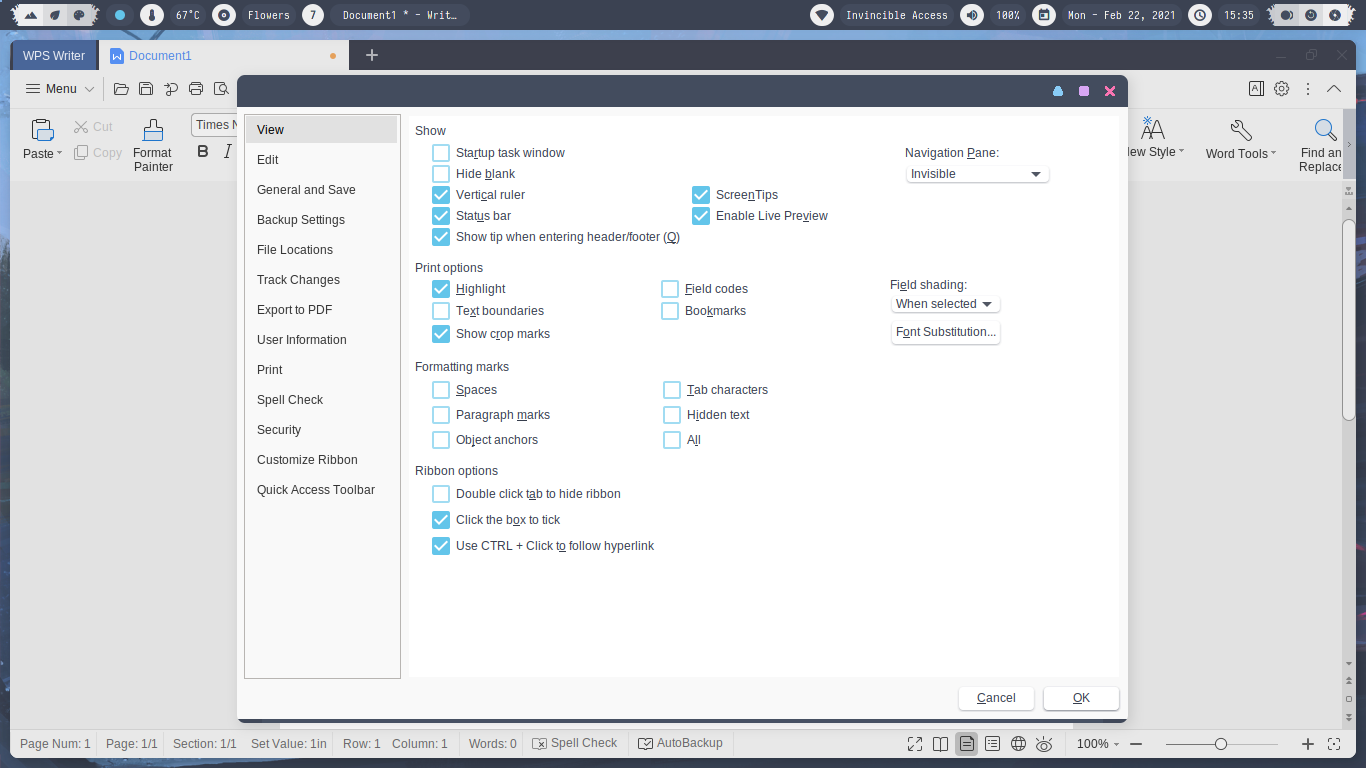 67°C
Flowers
7
Document1 * - Writ…
Invincible Access
100%
Mon - Feb 22, 2021
15:35
WPS Writer
Document1
Menu
Paste
Cut
Copy
Format
Painter
Times N
B I
ew Style
Word Tools
Find an
Replace
View
Edit
General and Save
Backup Settings
File Locations
Track Changes
Export to PDF
User Information
Print
Spell Check
Security
Customize Ribbon
Quick Access Toolbar
Show
Startup task window
Navigation Pane:
Hide blank
Invisible
Vertical ruler
ScreenTips
Status bar
Enable Live Preview
Show tip when entering header/footer (Q)
Print options
Highlight
Field codes
Field shading:
When selected
Text boundaries
Bookmarks
Show crop marks
Font Substitution...
Formatting marks
Spaces
Tab characters
Paragraph marks
Hidden text
Object anchors
All
Ribbon options
Double click tab to hide ribbon
Click the box to tick
Use CTRL + Click to follow hyperlink
Cancel
OK
Page Num: 1
Page: 1/1
Section: 1/1
Set Value: 1in
Row: 1
Column: 1
Words: 0
Spell Check
AutoBackup
100%